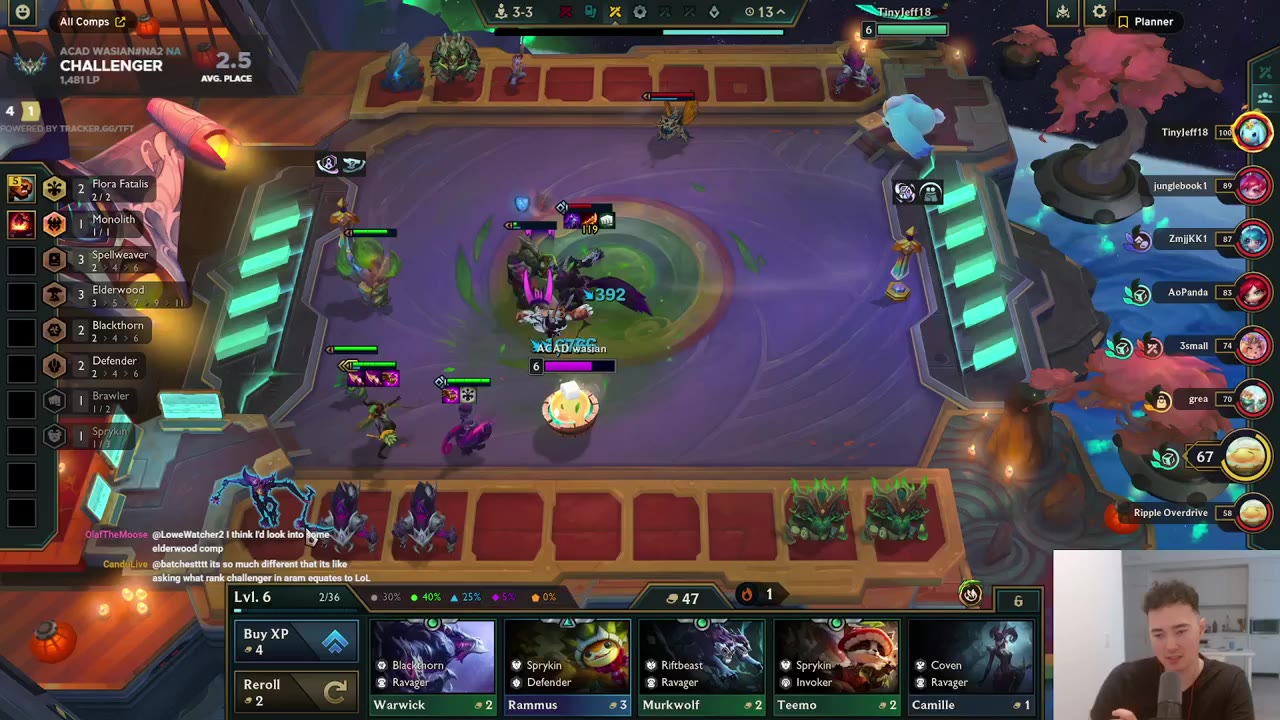 All Comps
3-3
13
TinyJeff18
6
Planner
ACAD WASIAN#NA2 NA
CHALLENGER
1,481 LP
2.5
AVG. PLACE
4 1
POWERED BY TRACKER.GG/TFT
TinyJeff18 100
junglebook1 89
ZmjjKK1 87
AoPanda 83
3small 74
grea 70
67
Ripple Overdrive 58
2 Flora Fatalis
2 / 2
1 Monolith
1 / 1
3 Spellweaver
2 > 4 > 6
3 Elderwood
3 > 5 > 7 > 9 > 11
2 Blackthorn
2 > 4 > 6
2 Defender
2 > 4 > 6
1 Brawler
1 / 2
1 Sprykin
119
392
ACAD wasian
6
OlafTheMoose @LoweWatcher2 I think I'd look into some
elderwood comp
CanduLive @batchestttt its so much different that its like
asking what rank challenger in aram equates to LoL
Lvl. 6 2/36
30% 40% 25% 5% 0%
47
1
6
Buy XP
4
Reroll
2
Blackthorn
Ravager
Warwick 2
Sprykin
Defender
Rammus 3
Riftbeast
Ravager
Murkwolf 2
Sprykin
Invoker
Teemo 2
Coven
Ravager
Camille 1